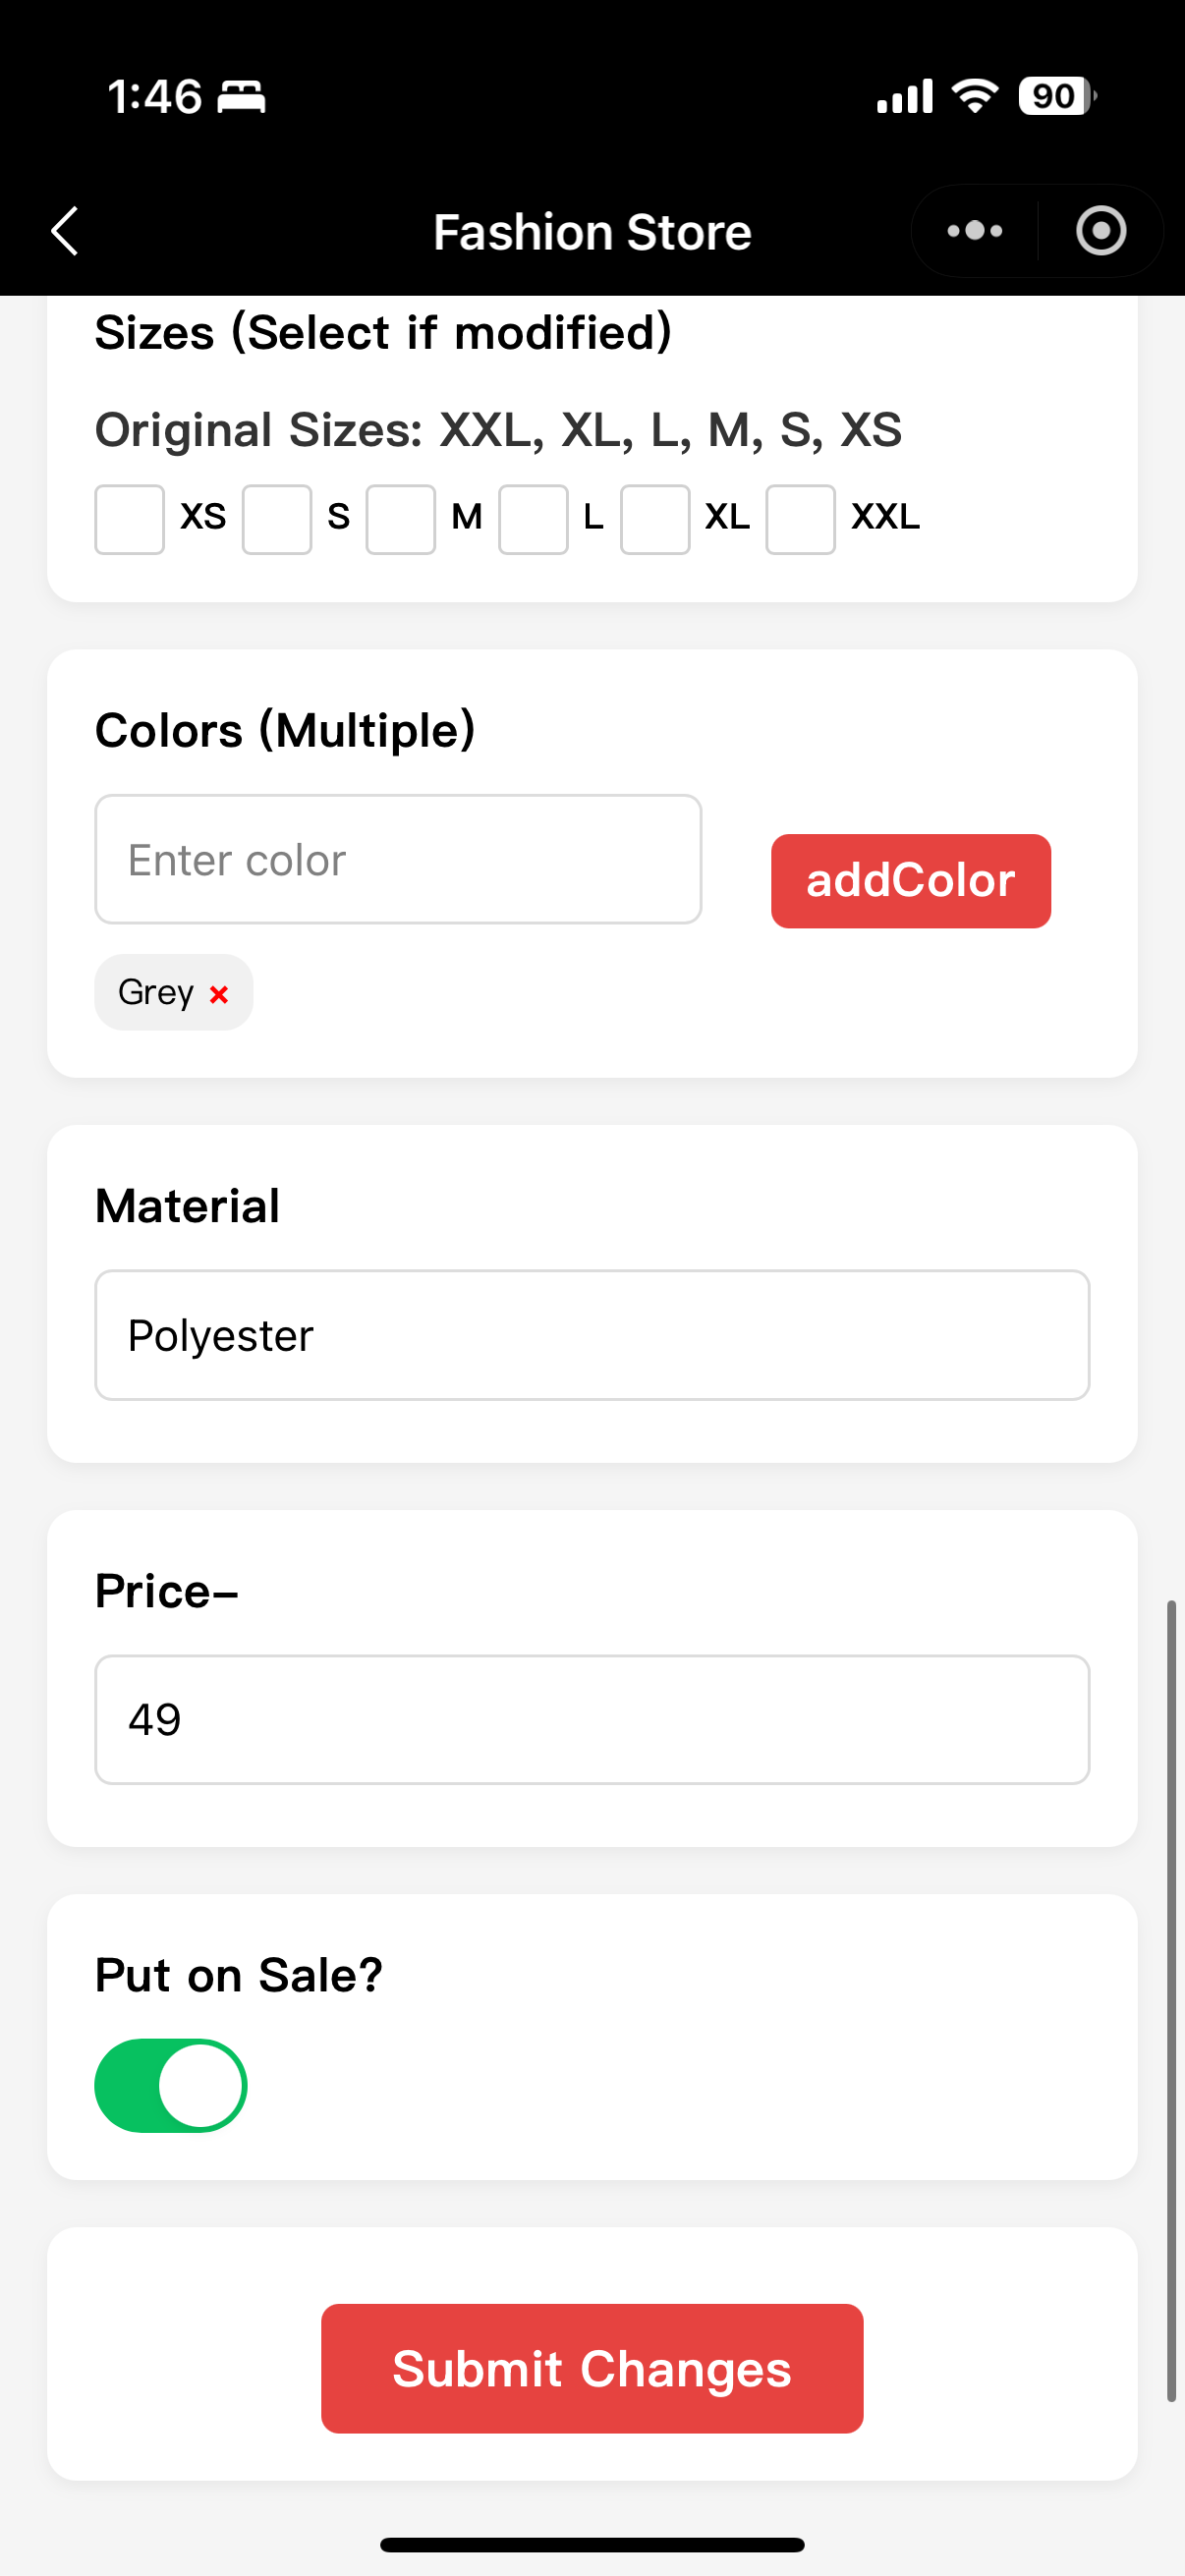 1:46
90
Fashion Store
Sizes (Select if modified)
Original Sizes: XXL, XL, L, M, S, XS
XS S M L XL XXL
Colors (Multiple)
Enter color
addColor
Grey ×
Material
Polyester
Price–
49
Put on Sale?
Submit Changes